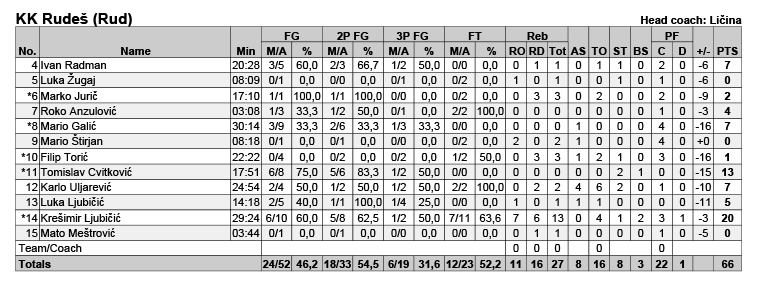 KK Rudeš (Rud) Head coach: Ličina
FG 2P FG 3P FG FT Reb PF
No. Name Min M/A % M/A % M/A % M/A % RO RD Tot AS TO ST BS C D +/- PTS
4 Ivan Radman 20:28 3/5 60,0 2/3 66,7 1/2 50,0 0/0 0,0 0 1 1 0 1 1 0 2 0 -6 7
5 Luka Žugaj 08:09 0/1 0,0 0/0 0,0 0/1 0,0 0/2 0,0 1 0 1 0 1 0 0 1 0 -6 0
*6 Marko Jurič 17:10 1/1 100,0 1/1 100,0 0/0 0,0 0/2 0,0 0 3 3 0 2 0 0 2 0 -9 2
7 Roko Anzulović 03:08 1/3 33,3 1/2 50,0 0/1 0,0 2/2 100,0 0 0 0 0 0 0 0 1 0 -3 4
*8 Mario Galić 30:14 3/9 33,3 2/6 33,3 1/3 33,3 0/0 0,0 0 0 0 1 0 0 0 4 0 -16 7
9 Mario Štirjan 08:18 0/1 0,0 0/1 0,0 0/0 0,0 0/0 0,0 2 0 2 1 0 0 0 4 0 +0 0
*10 Filip Torić 22:22 0/4 0,0 0/2 0,0 0/2 0,0 1/2 50,0 0 3 3 1 2 1 0 3 0 -16 1
*11 Tomislav Cvitković 17:51 6/8 75,0 5/6 83,3 1/2 50,0 0/0 0,0 0 0 0 0 0 2 1 0 0 -15 13
12 Karlo Uljarević 24:54 2/4 50,0 1/2 50,0 1/2 50,0 2/2 100,0 0 2 2 4 6 2 0 1 0 -10 7
13 Luka Ljubičić 14:18 2/5 40,0 1/1 100,0 1/4 25,0 0/0 0,0 1 0 1 1 0 1 0 0 0 -11 5
*14 Krešimir Ljubičić 29:24 6/10 60,0 5/8 62,5 1/2 50,0 7/11 63,6 7 6 13 0 4 1 2 3 1 -3 20
15 Mato Meštrović 03:44 0/1 0,0 0/1 0,0 0/0 0,0 0/2 0,0 0 1 1 0 0 0 0 1 0 -5 0
Team/Coach 0 0 0 0 0
Totals 24/52 46,2 18/33 54,5 6/19 31,6 12/23 52,2 11 16 27 8 16 8 3 22 1 66